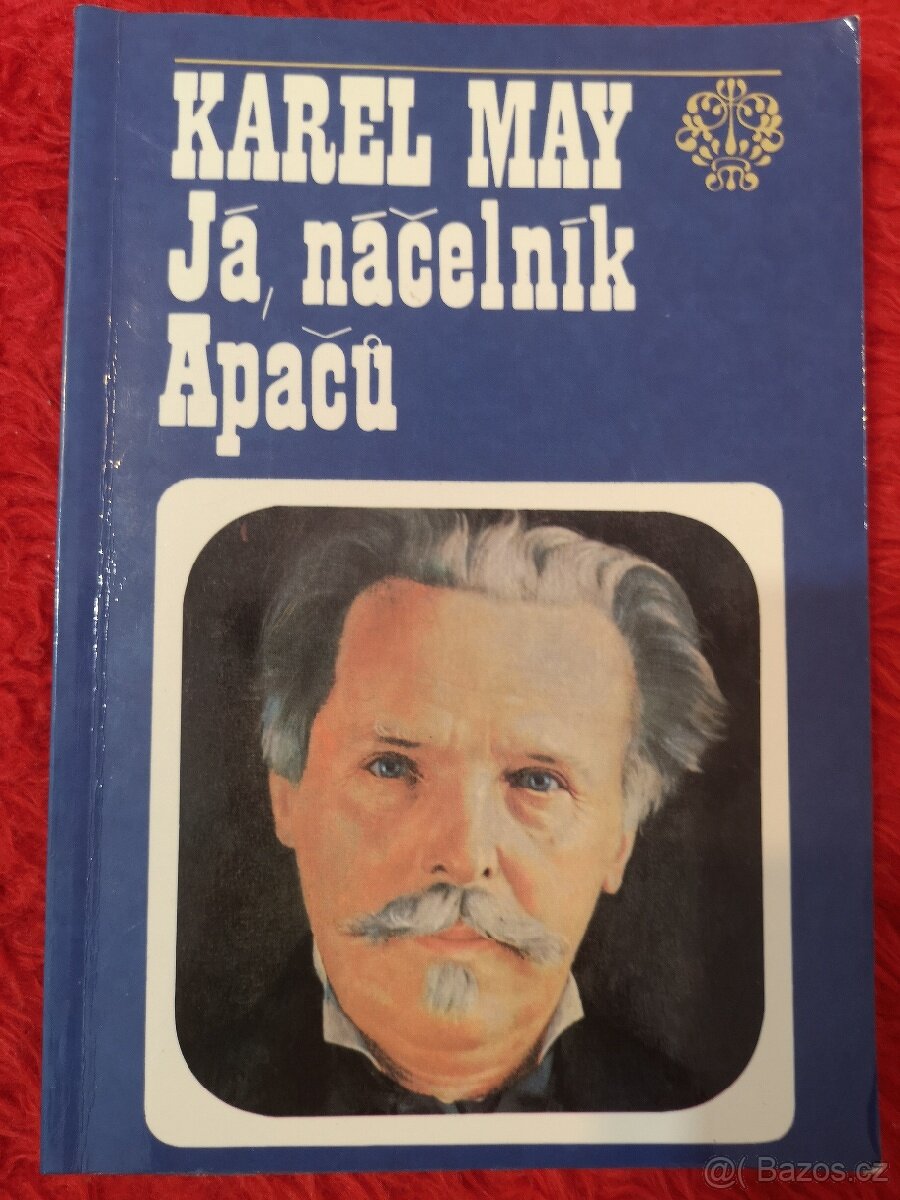 KAREL MAY
Já, náčelník
Apačů
@( Bazos.cz